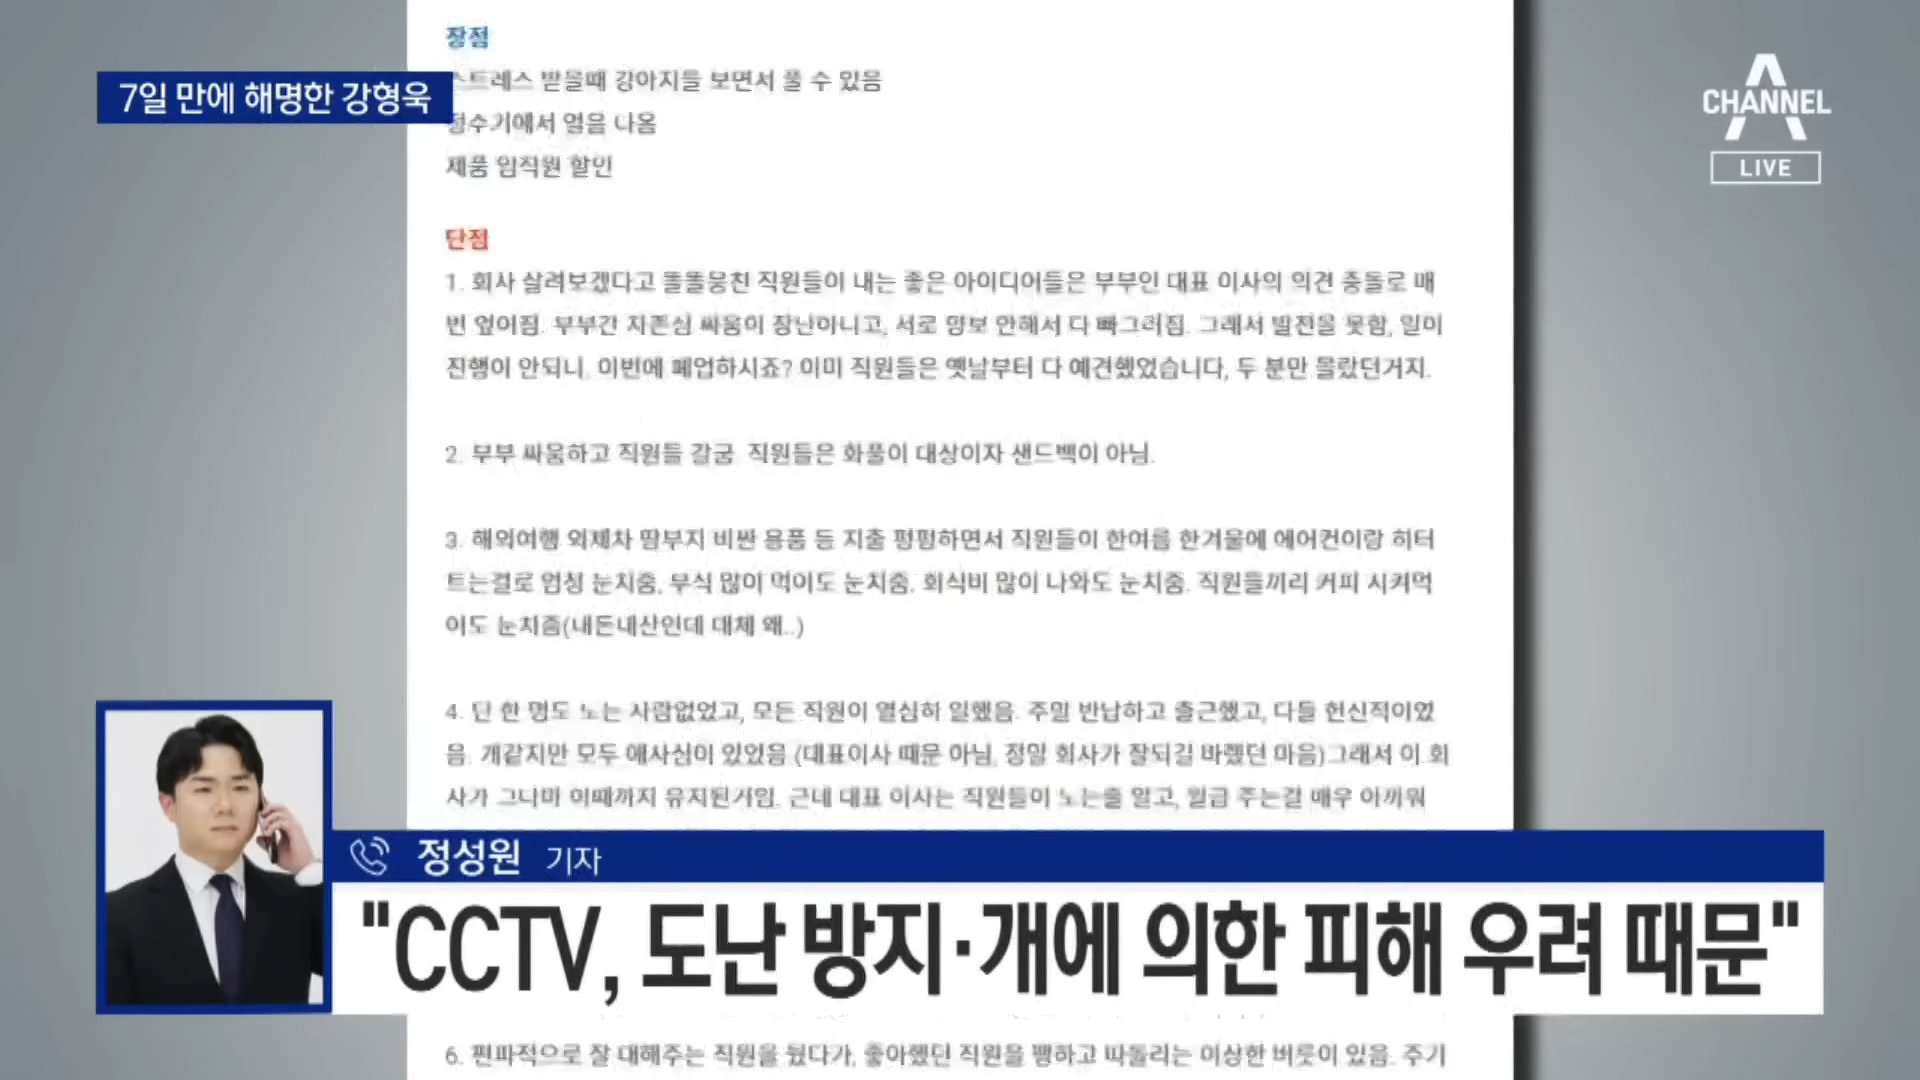 장점
스트레스 받을때 강아지들 보면서 풀 수 있음
7일 만에 해명한 강형욱
정수기에서 얼음 나옴
제품 임직원 할인
CHANNEL A
LIVE
단점
1. 회사 살려보겠다고 똘똘뭉친 직원들이 내는 좋은 아이디어들은 부부인 대표 이사의 의견 충돌로 매
번 엎어짐. 부부간 자존심 싸움이 장난아니고, 서로 양보 안해서 다 빠그러짐. 그래서 발전을 못함, 일이
진행이 안되니. 이번에 폐업하시죠? 이미 직원들은 옛날부터 다 예견했었습니다, 두 분만 몰랐던거지.
2. 부부 싸움하고 직원들 갈굼. 직원들은 화풀이 대상이자 샌드백이 아님.
3. 해외여행 외제차 땅부지 비싼 용품 등 지출 펑펑하면서 직원들이 한여름 한겨울에 에어컨이랑 히터
트는걸로 엄청 눈치줌, 부식 많이 먹어도 눈치줌. 회식비 많이 나와도 눈치줌. 직원들끼리 커피 시켜먹
어도 눈치줌(내돈내산인데 대체 왜..)
4. 단 한 명도 노는 사람없었고, 모든 직원이 열심히 일했음. 주말 반납하고 출근했고, 다들 헌신적이었
음. 개같지만 모두 애사심이 있었음 (대표이사 때문 아님, 정말 회사가 잘되길 바랬던 마음)그래서 이 회
사가 그나마 이때까지 유지된거임. 근데 대표 이사는 직원들이 노는줄 알고, 월급 주는걸 매우 아까워
정성원 기자
"CCTV, 도난 방지·개에 의한 피해 우려 때문"
6. 편파적으로 잘 대해주는 직원을 뒀다가, 좋아했던 직원을 팽하고 따돌리는 이상한 버릇이 있음. 주기